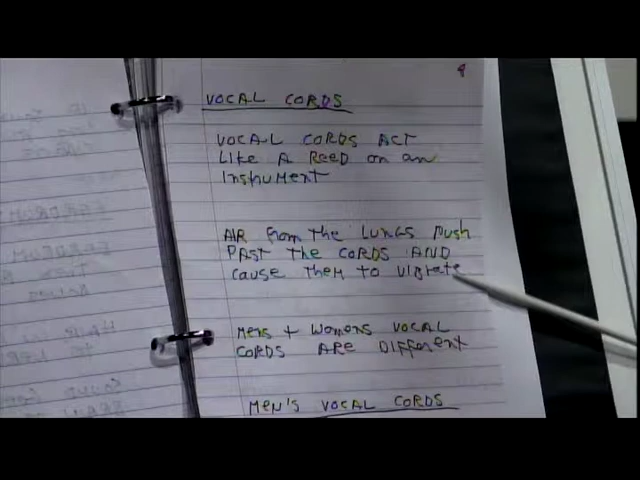 9
VOCAL CORDS
VOCAL CORDS ACT
Like A REED on an
Instrument
AIR from the LUNGS Push
PAST the CORDS AND
cause them to vibrate
Mens + Womens VOCAL
CORDS ARE Different
Men's VOCAL CORDS